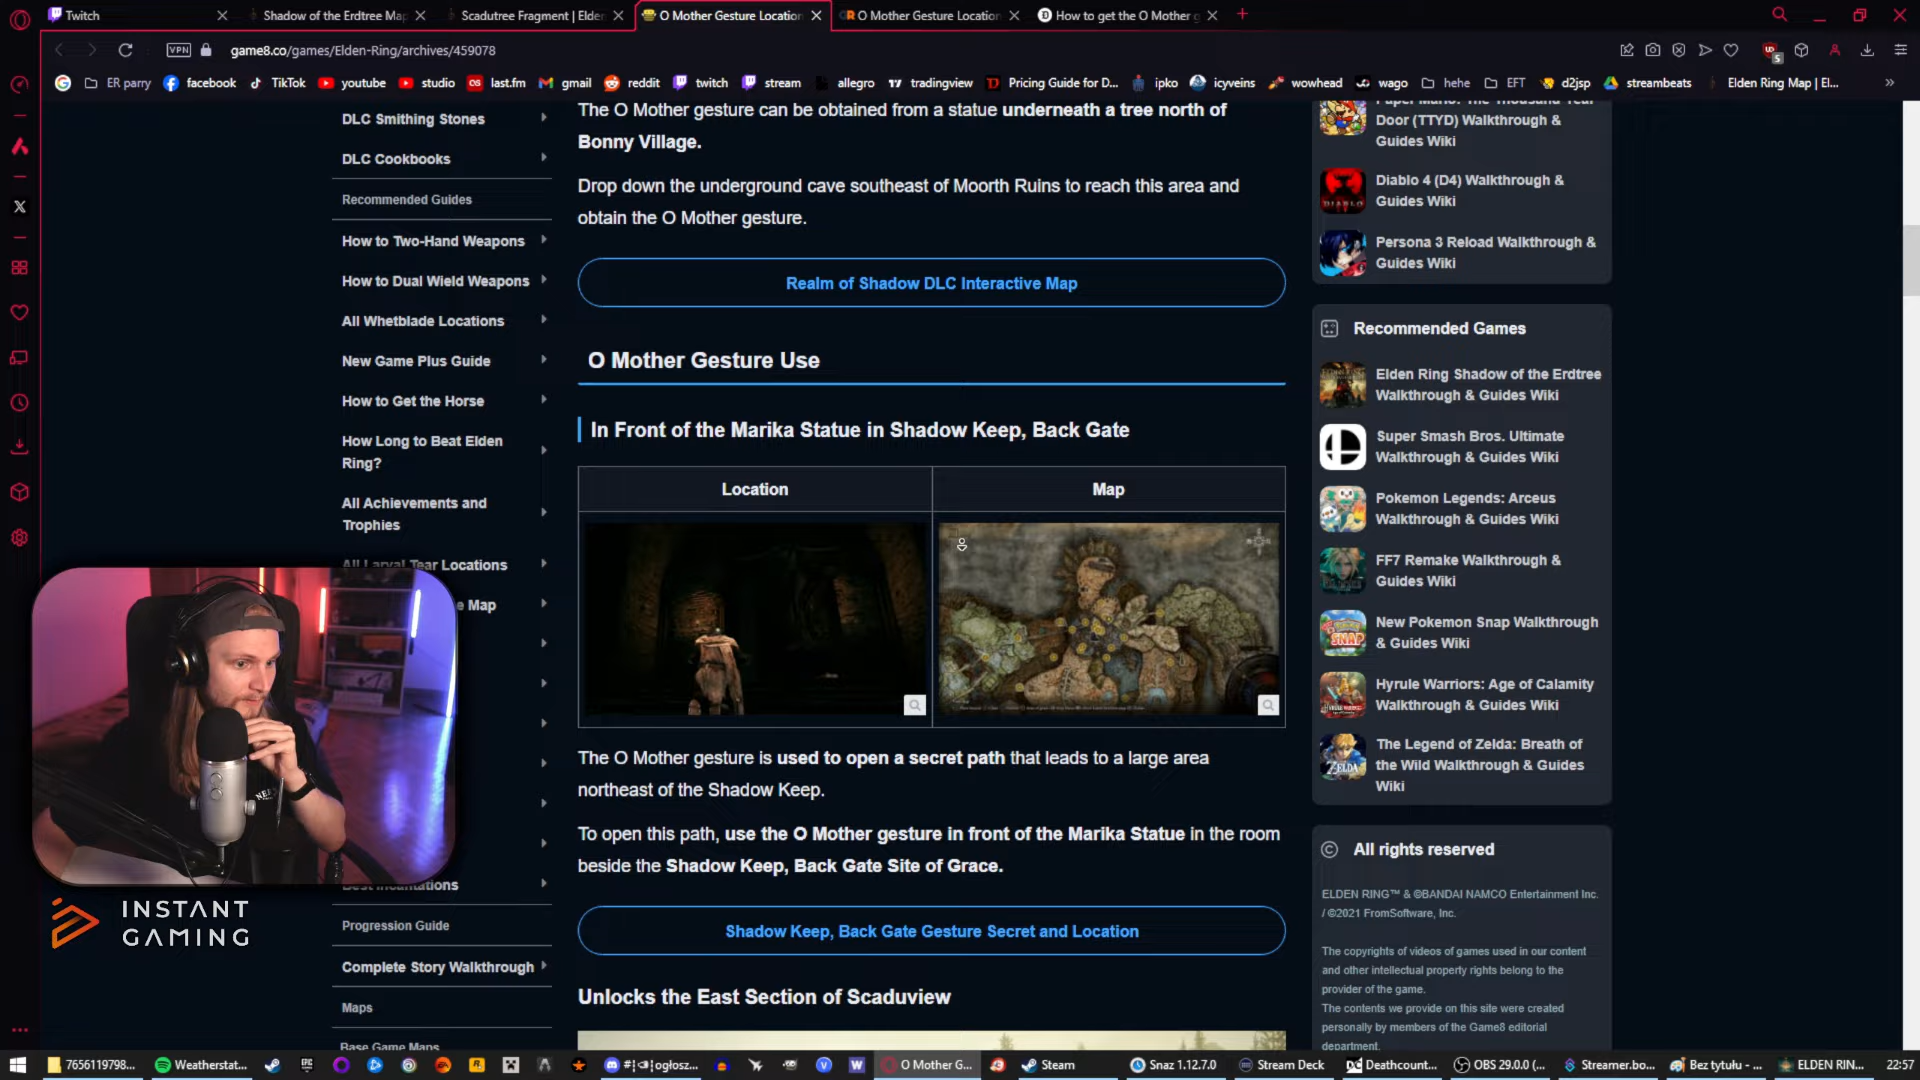 Twitch
Shadow of the Erdtree Map
Scadutree Fragment | Elden
O Mother Gesture Location
O Mother Gesture Location
How to get the O Mother g
VPN
game8.co/games/Elden-Ring/archives/459078
ER parry
facebook
TikTok
youtube
studio
last.fm
gmail
reddit
twitch
stream
allegro
tradingview
Pricing Guide for D...
ipko
icyveins
wowhead
wago
hehe
EFT
d2jsp
streambeats
Elden Ring Map | El...
DLC Smithing Stones
DLC Cookbooks
Recommended Guides
How to Two-Hand Weapons
How to Dual Wield Weapons
All Whetblade Locations
New Game Plus Guide
How to Get the Horse
How Long to Beat Elden
Ring?
All Achievements and
Trophies
All Larval Tear Locations
e Map
Best Incantations
Progression Guide
Complete Story Walkthrough
Maps
Base Game Maps
The O Mother gesture can be obtained from a statue underneath a tree north of
Bonny Village.
Drop down the underground cave southeast of Moorth Ruins to reach this area and
obtain the O Mother gesture.
Realm of Shadow DLC Interactive Map
O Mother Gesture Use
In Front of the Marika Statue in Shadow Keep, Back Gate
Location
Map
The O Mother gesture is used to open a secret path that leads to a large area
northeast of the Shadow Keep.
To open this path, use the O Mother gesture in front of the Marika Statue in the room
beside the Shadow Keep, Back Gate Site of Grace.
Shadow Keep, Back Gate Gesture Secret and Location
Unlocks the East Section of Scaduview
Paper Mario: The Thousand Year
Door (TTYD) Walkthrough &
Guides Wiki
Diablo 4 (D4) Walkthrough &
Guides Wiki
Persona 3 Reload Walkthrough &
Guides Wiki
Recommended Games
Elden Ring Shadow of the Erdtree
Walkthrough & Guides Wiki
Super Smash Bros. Ultimate
Walkthrough & Guides Wiki
Pokemon Legends: Arceus
Walkthrough & Guides Wiki
FF7 Remake Walkthrough &
Guides Wiki
New Pokemon Snap Walkthrough
& Guides Wiki
Hyrule Warriors: Age of Calamity
Walkthrough & Guides Wiki
The Legend of Zelda: Breath of
the Wild Walkthrough & Guides
Wiki
All rights reserved
ELDEN RING™ & ©BANDAI NAMCO Entertainment Inc.
/ ©2021 FromSoftware, Inc.
The copyrights of videos of games used in our content
and other intellectual property rights belong to the
provider of the game.
The contents we provide on this site were created
personally by members of the Game8 editorial
department.
INSTANT
GAMING
7656119798...
Weatherstat...
O Mother G...
Steam
Snaz 1.12.7.0
Stream Deck
Deathcount...
OBS 29.0.0 (...
Streamer.bo...
Bez tytułu - ...
ELDEN RIN...
22:57